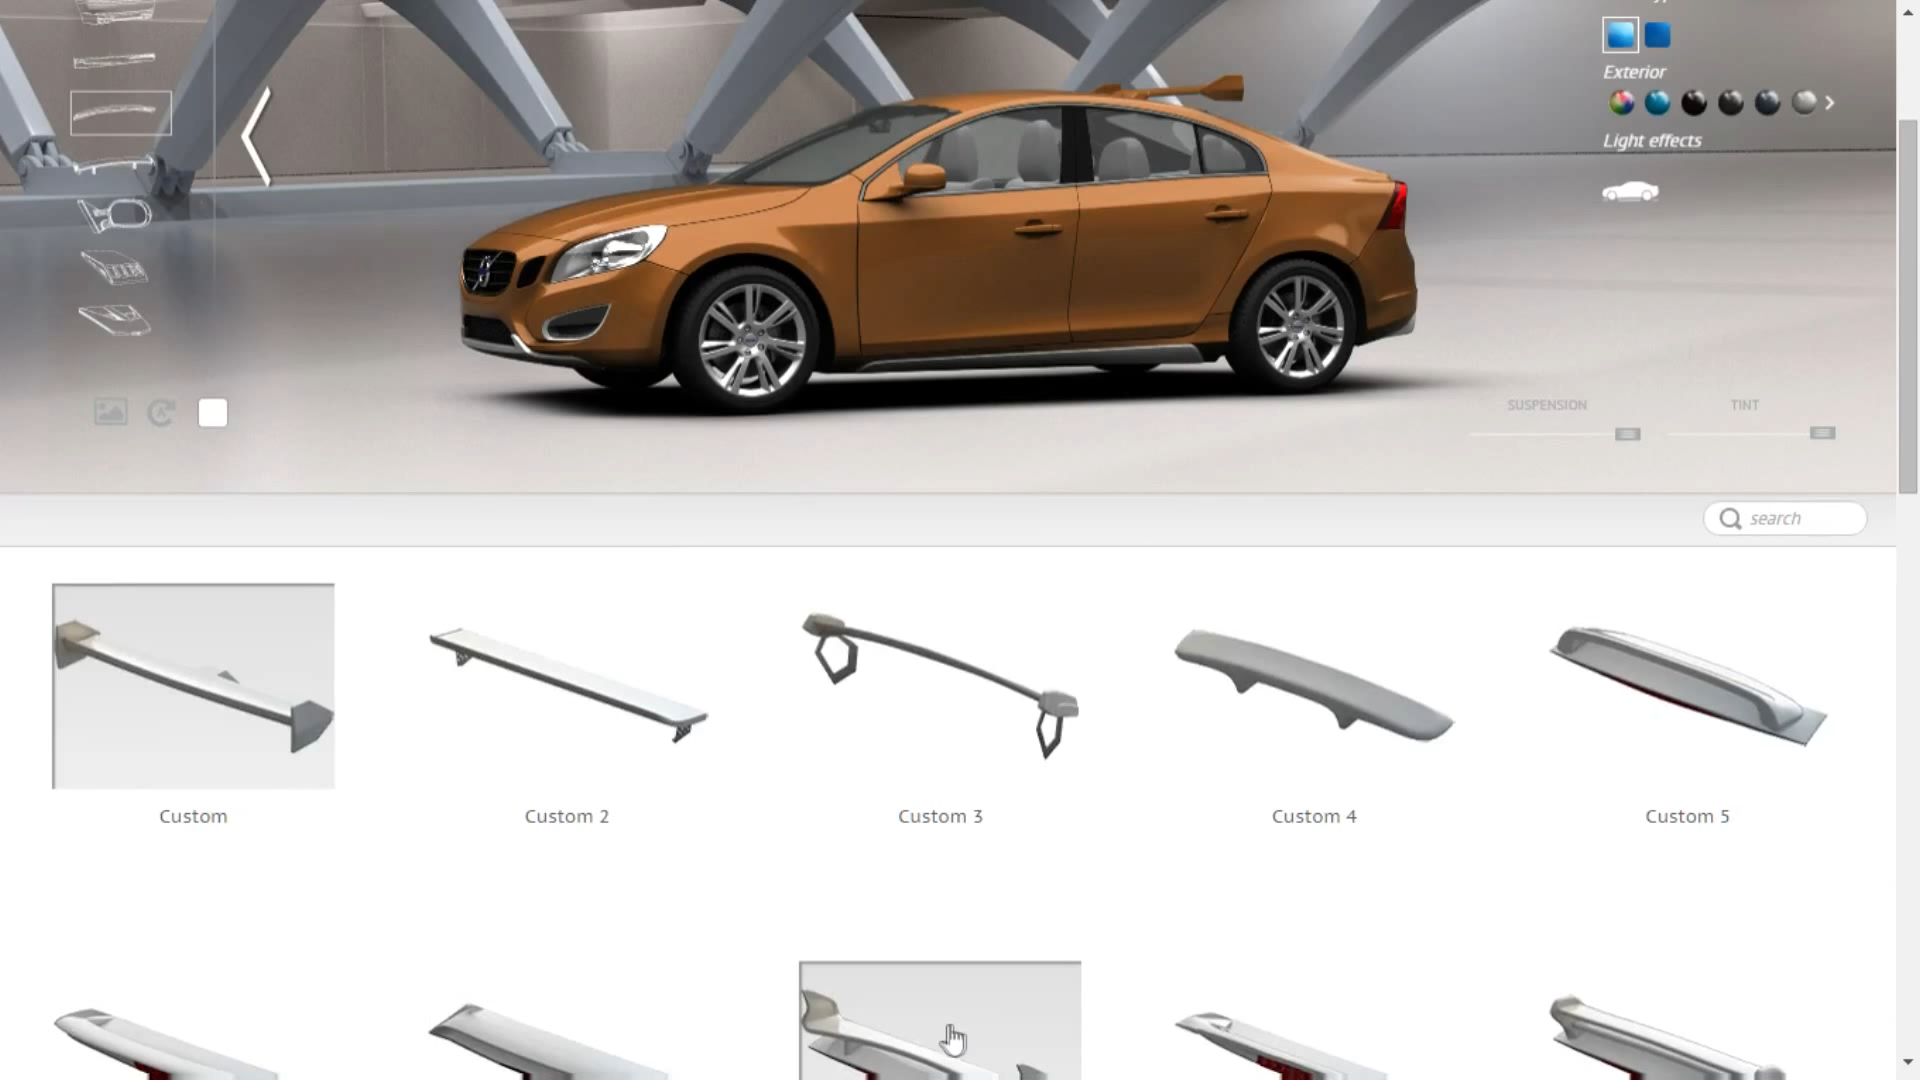 Exterior
Light effects
SUSPENSION
TINT
search
Custom
Custom 2
Custom 3
Custom 4
Custom 5